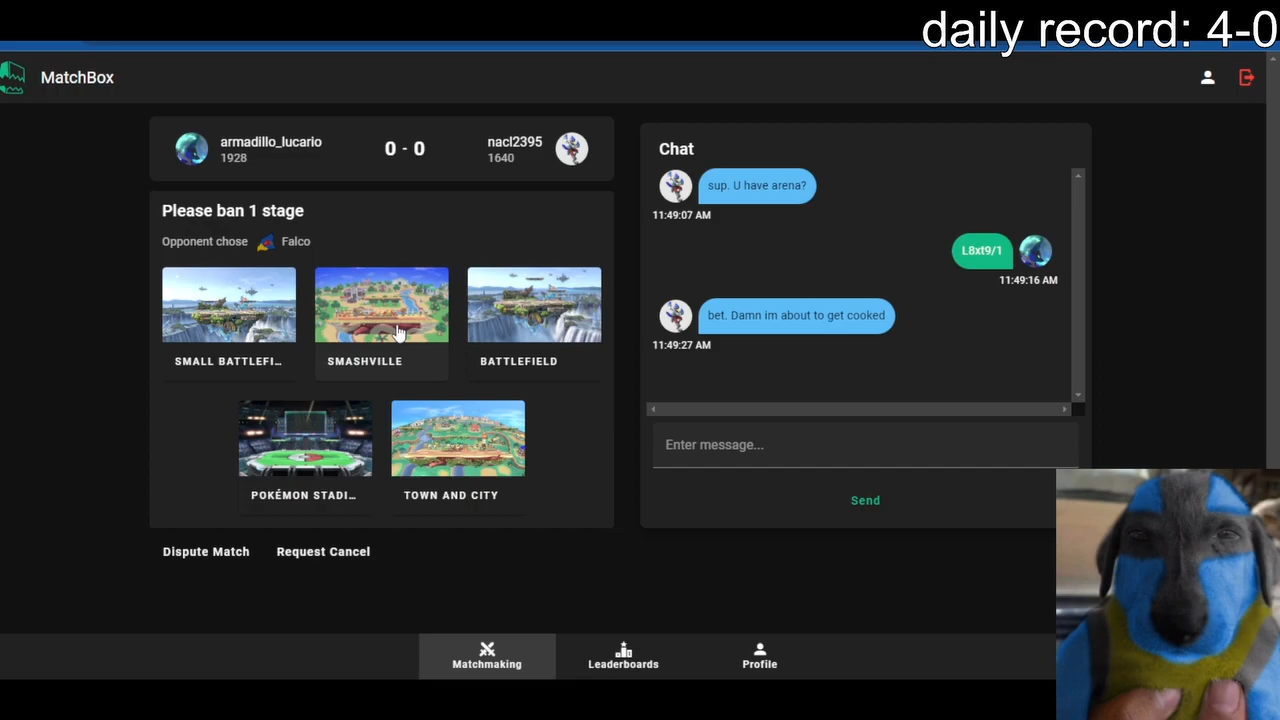 daily record: 4-0
MatchBox
armadillo_lucario
1928
0 - 0
nacl2395
1640
Please ban 1 stage
Opponent chose Falco
SMALL BATTLEFI...
SMASHVILLE
BATTLEFIELD
POKÉMON STADI...
TOWN AND CITY
Dispute Match
Request Cancel
Chat
sup. U have arena?
11:49:07 AM
L8xt9/1
11:49:16 AM
bet. Damn im about to get cooked
11:49:27 AM
Enter message...
Send
Matchmaking
Leaderboards
Profile